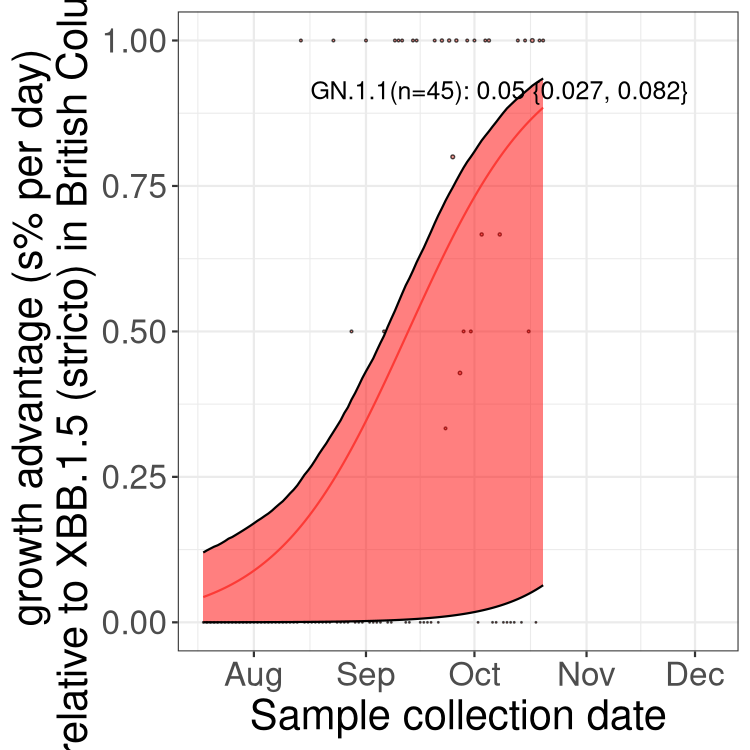 growth advantage (s% per day)
relative to XBB.1.5 (stricto) in British
1.00
0.75
0.50
0.25
0.00
GN.1.1(n=45): 0.05 {0.027, 0.082}
Aug Sep Oct Nov Dec
Sample collection date